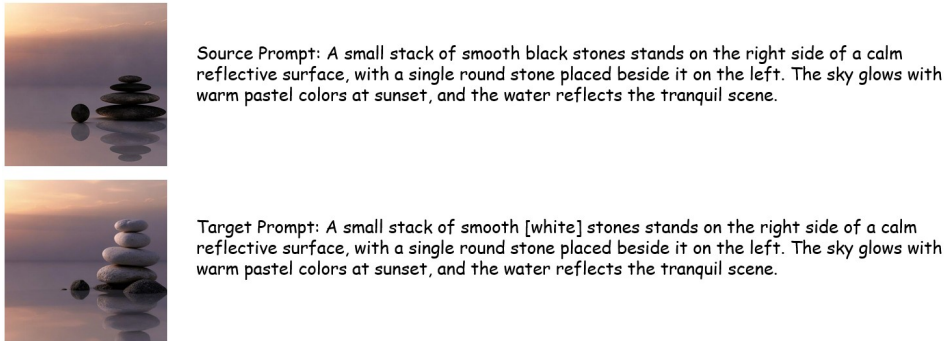 Source Prompt: A small stack of smooth black stones stands on the right side of a calm
reflective surface, with a single round stone placed beside it on the left. The sky glows with
warm pastel colors at sunset, and the water reflects the tranquil scene.
Target Prompt: A small stack of smooth [white] stones stands on the right side of a calm
reflective surface, with a single round stone placed beside it on the left. The sky glows with
warm pastel colors at sunset, and the water reflects the tranquil scene.